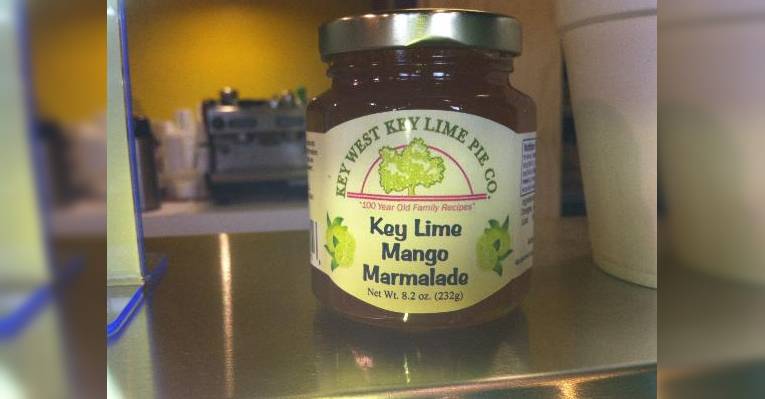 KEY WEST KEY LIME PIE CO.
"100 Year Old Family Recipes"
Key Lime
Mango
Marmalade
Net Wt. 8.2 oz. (232g)